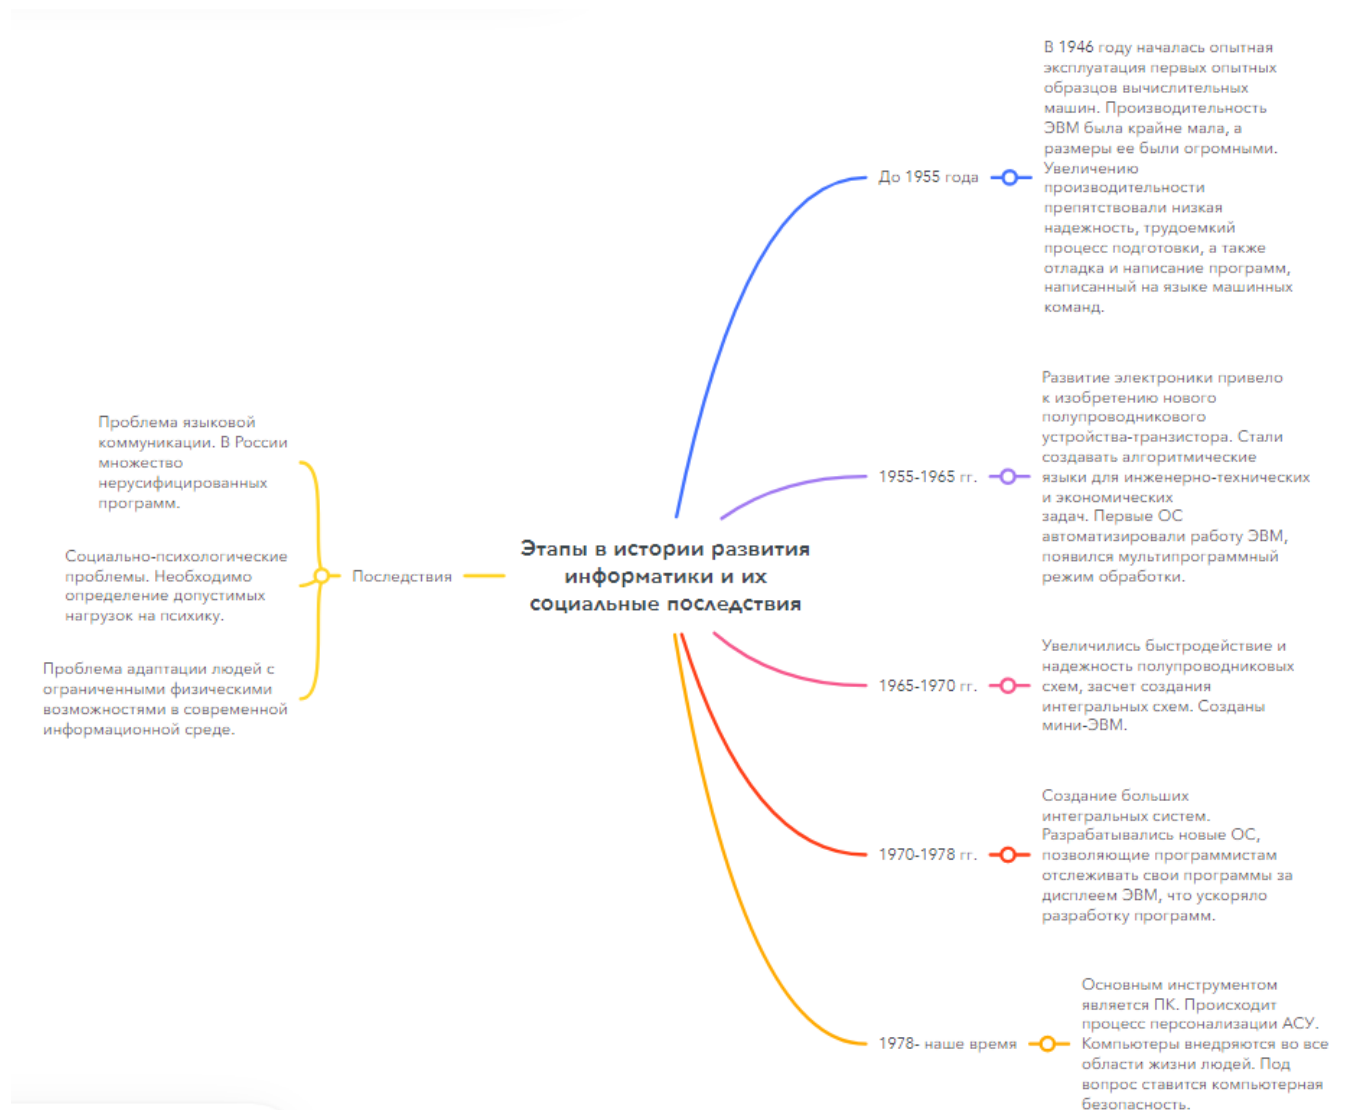 Этапы в истории развития
информатики и их
социальные последствия
До 1955 года
В 1946 году началась опытная
эксплуатация первых опытных
образцов вычислительных
машин. Производительность
ЭВМ была крайне мала, а
размеры ее были огромными.
Увеличению
производительности
препятствовали низкая
надежность, трудоемкий
процесс подготовки, а также
отладка и написание программ,
написанный на языке машинных
команд.
1955-1965 гг.
Развитие электроники привело
к изобретению нового
полупроводникового
устройства-транзистора. Стали
создавать алгоритмические
языки для инженерно-технических
и экономических
задач. Первые ОС
автоматизировали работу ЭВМ,
появился мультипрограммный
режим обработки.
1965-1970 гг.
Увеличились быстродействие и
надежность полупроводниковых
схем, засчет создания
интегральных схем. Созданы
мини-ЭВМ.
1970-1978 гг.
Создание больших
интегральных систем.
Разрабатывались новые ОС,
позволяющие программистам
отслеживать свои программы за
дисплеем ЭВМ, что ускоряло
разработку программ.
1978- наше время
Основным инструментом
является ПК. Происходит
процесс персонализации АСУ.
Компьютеры внедряются во все
области жизни людей. Под
вопрос ставится компьютерная
безопасность.
Последствия
Проблема языковой
коммуникации. В России
множество
нерусифицированных
программ.
Социально-психологические
проблемы. Необходимо
определение допустимых
нагрузок на психику.
Проблема адаптации людей с
ограниченными физическими
возможностями в современной
информационной среде.